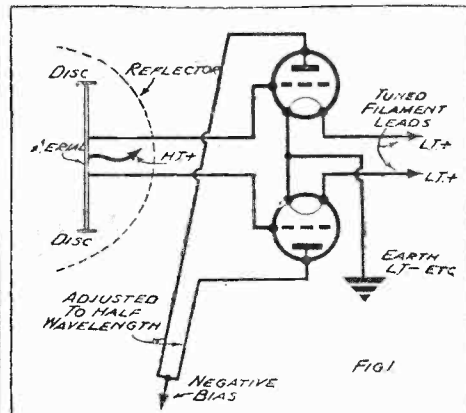 DISC
REFLECTOR
AERIAL
HT+
DISC
TUNED
FILAMENT
LEADS
LT+
LT+
EARTH
LT- ETC
ADJUSTED
TO HALF
WAVELENGTH
NEGATIVE
BIAS
FIG 1.